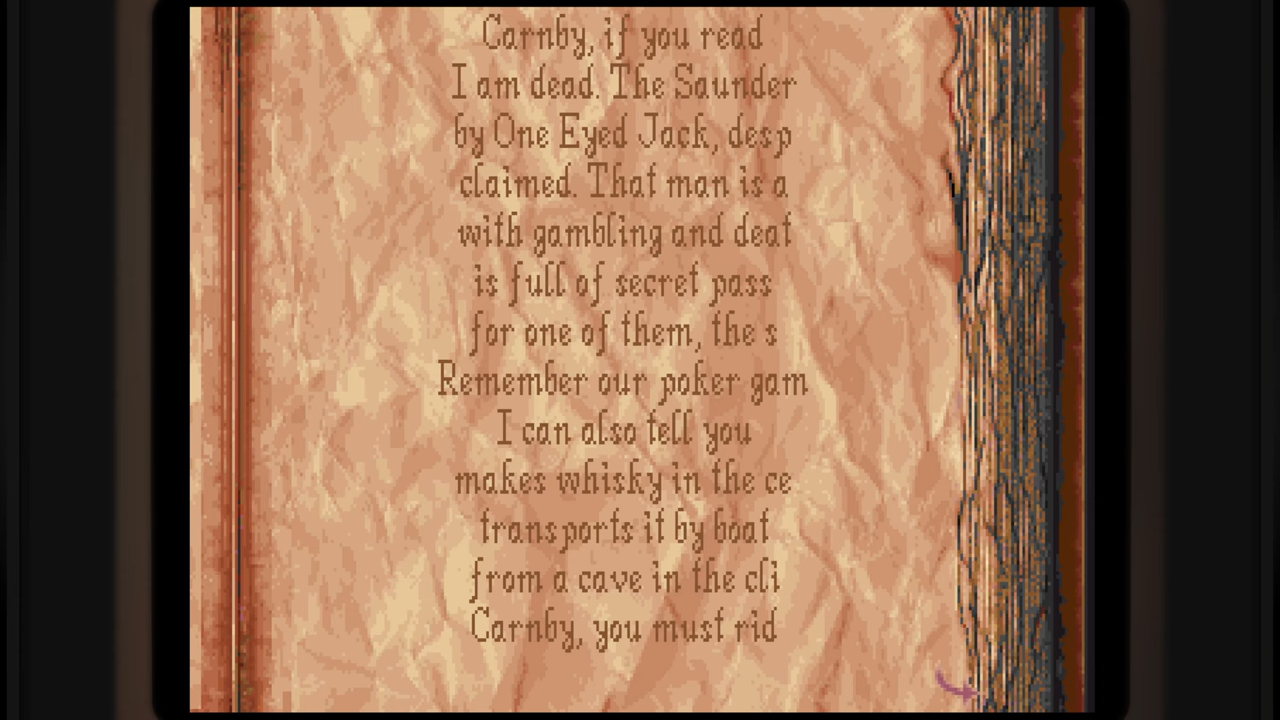 Carnby, if you read
I am dead. The Saunder
by One Eyed Jack, desp
claimed. That man is a
with gambling and deat
is full of secret pass
for one of them, the s
Remember our poker gam
I can also tell you
makes whisky in the ce
transports it by boat
from a cave in the cli
Carnby, you must rid